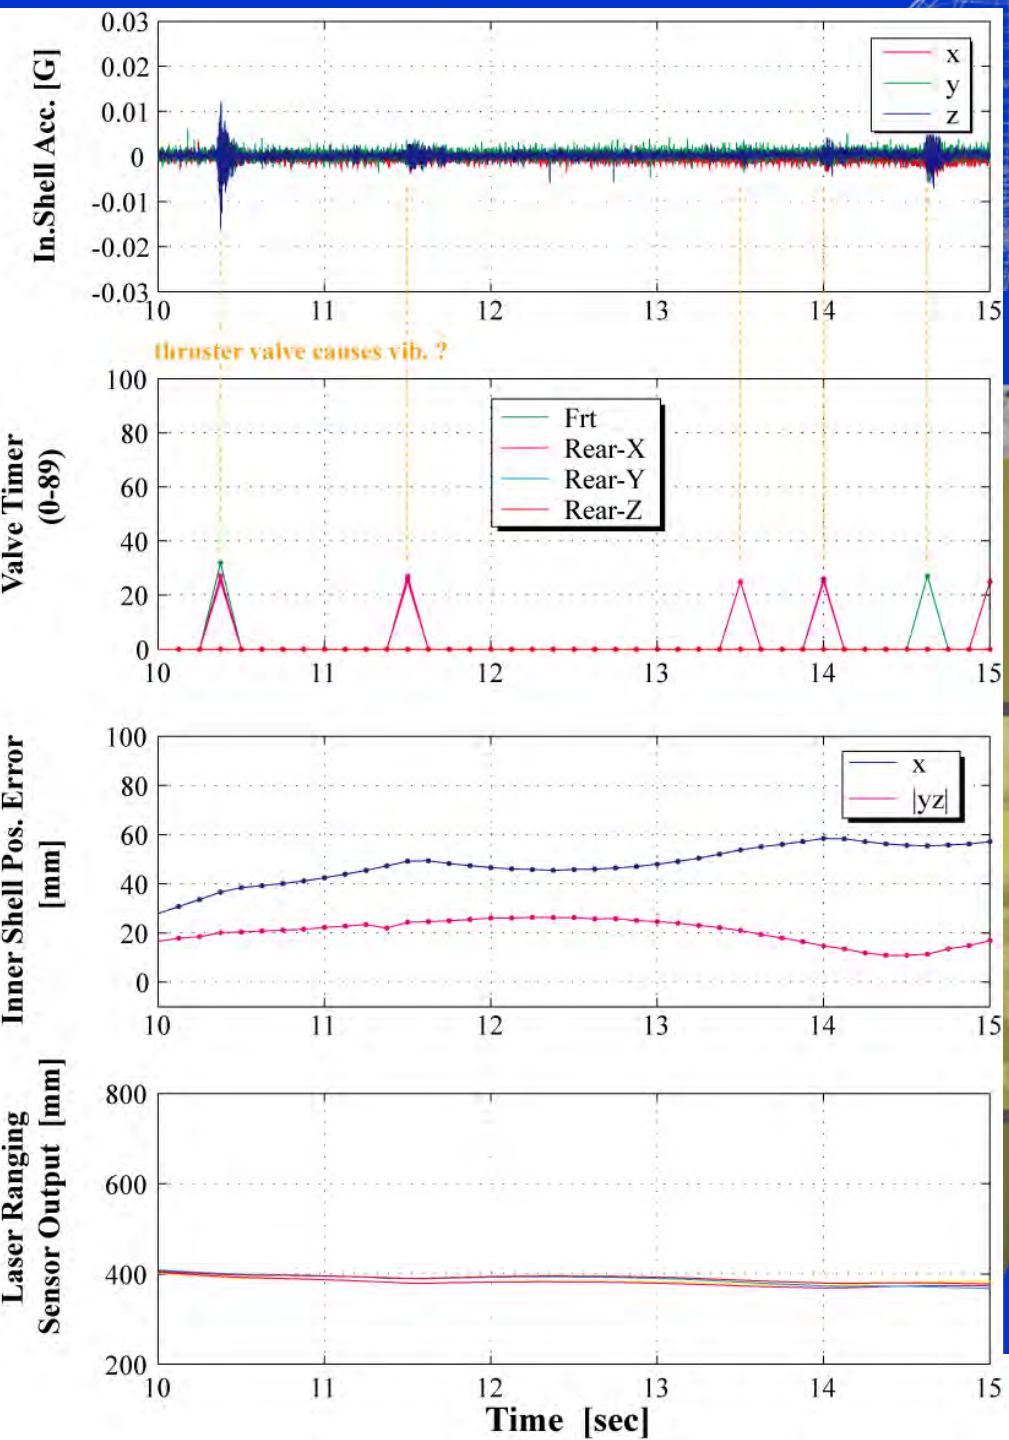 In.Shell Acc. [G]
0.03
0.02
0.01
0
-0.01
-0.02
-0.03
x
y
z
10 11 12 13 14 15
thruster valve causes vib. ?
Valve Timer
(0-89)
100
80
60
40
20
0
Frt
Rear-X
Rear-Y
Rear-Z
10 11 12 13 14 15
Inner Shell Pos. Error
[mm]
100
80
60
40
20
0
x
|yz|
10 11 12 13 14 15
Laser Ranging
Sensor Output [mm]
800
600
400
200
10 11 12 13 14 15
Time [sec]